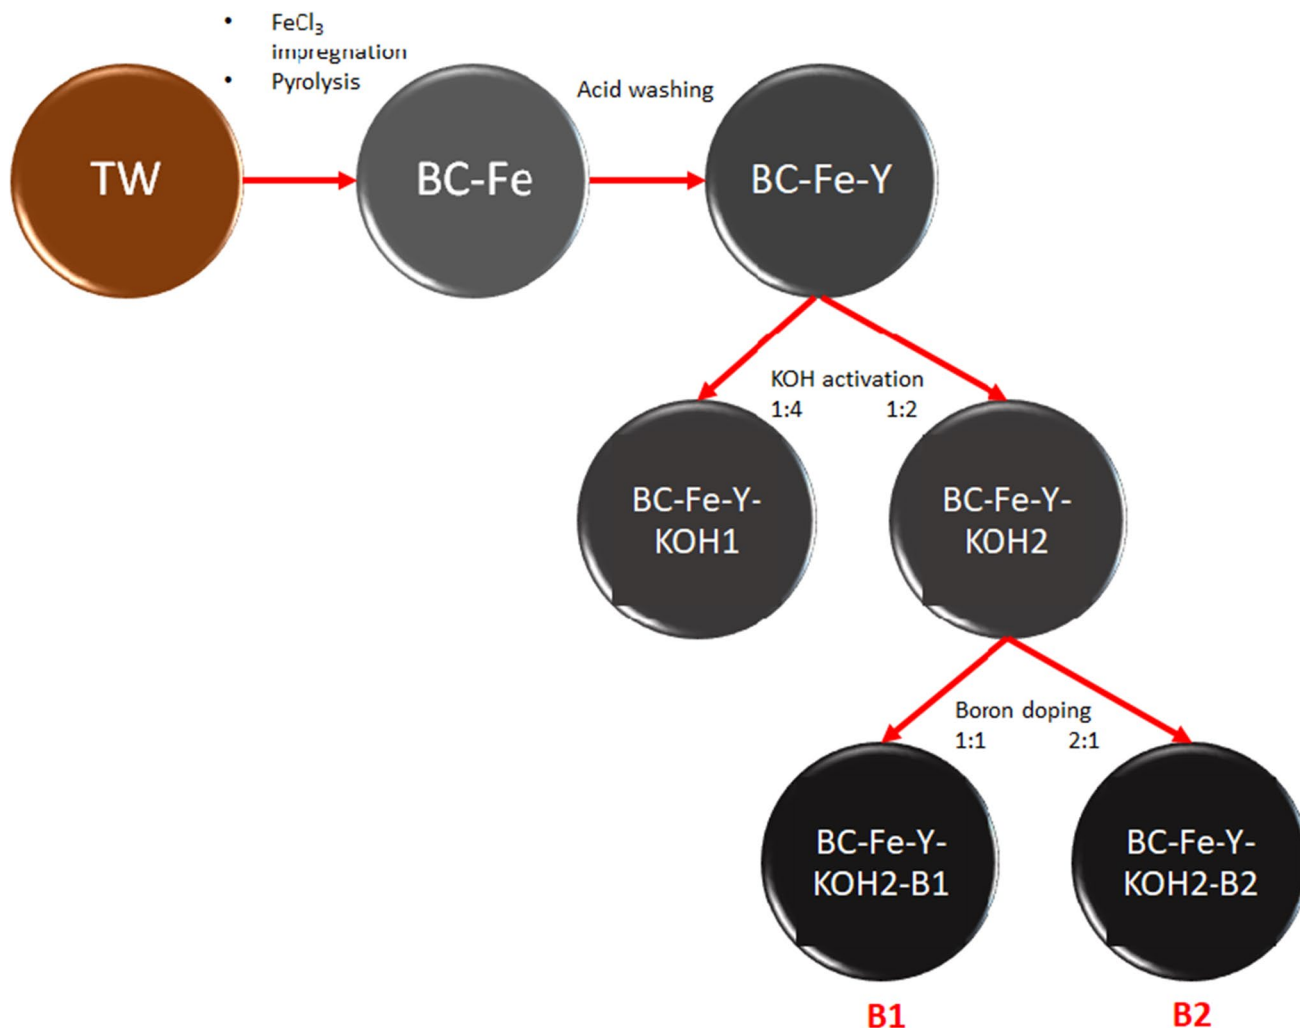 • FeCl₃
impregnation
• Pyrolysis
Acid washing
TW
BC-Fe
BC-Fe-Y
KOH activation
1:4 1:2
BC-Fe-Y-
KOH1
BC-Fe-Y-
KOH2
Boron doping
1:1 2:1
BC-Fe-Y-
KOH2-B1
BC-Fe-Y-
KOH2-B2
B1
B2